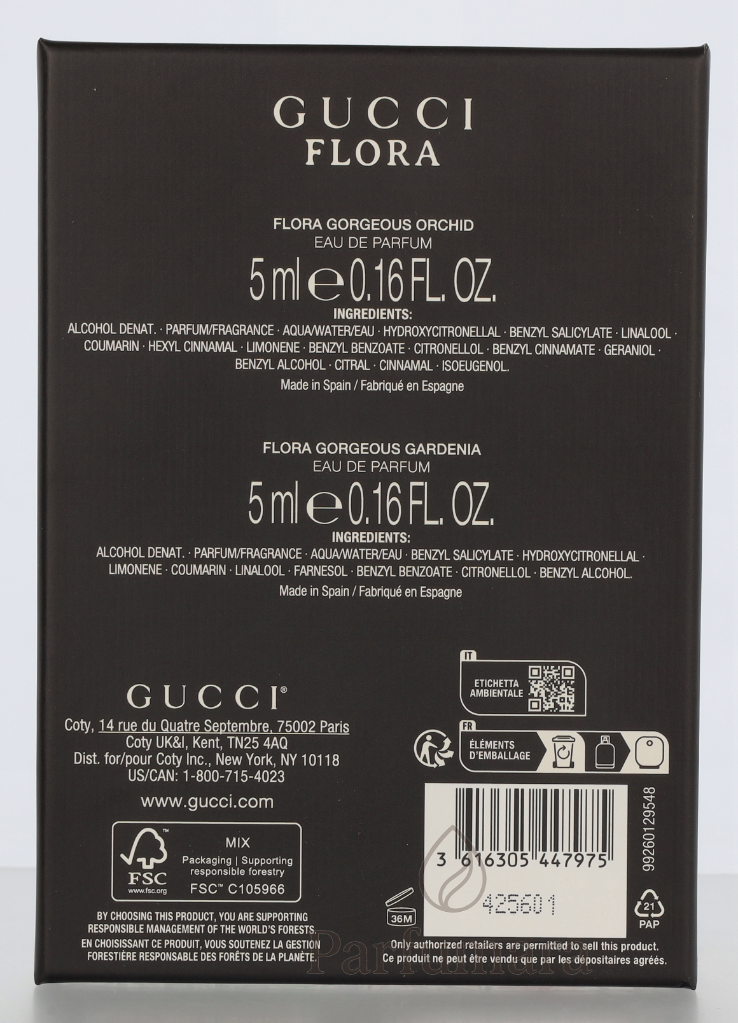 GUCCI
FLORA
FLORA GORGEOUS ORCHID
EAU DE PARFUM
5 ml e 0.16 FL. OZ.
INGREDIENTS:
ALCOHOL DENAT. · PARFUM/FRAGRANCE · AQUA/WATER/EAU · HYDROXYCITRONELLAL · BENZYL SALICYLATE · LINALOOL ·
COUMARIN · HEXYL CINNAMAL · LIMONENE · BENZYL BENZOATE · CITRONELLOL · BENZYL CINNAMATE · GERANIOL ·
BENZYL ALCOHOL · CITRAL · CINNAMAL · ISOEUGENOL.
Made in Spain / Fabriqué en Espagne
FLORA GORGEOUS GARDENIA
EAU DE PARFUM
5 ml e 0.16 FL. OZ.
INGREDIENTS:
ALCOHOL DENAT. · PARFUM/FRAGRANCE · AQUA/WATER/EAU · BENZYL SALICYLATE · HYDROXYCITRONELLAL ·
LIMONENE · COUMARIN · LINALOOL · FARNESOL · BENZYL BENZOATE · CITRONELLOL · BENZYL ALCOHOL.
Made in Spain / Fabriqué en Espagne
GUCCI®
Coty, 14 rue du Quatre Septembre, 75002 Paris
Coty UK&I, Kent, TN25 4AQ
Dist. for/pour Coty Inc., New York, NY 10118
US/CAN: 1-800-715-4023
www.gucci.com
FSC
www.fsc.org
MIX
Packaging | Supporting
responsible forestry
FSC™ C105966
BY CHOOSING THIS PRODUCT, YOU ARE SUPPORTING
RESPONSIBLE MANAGEMENT OF THE WORLD'S FORESTS.
EN CHOISISSANT CE PRODUIT, VOUS SOUTENEZ LA GESTION
FORESTIÈRE RESPONSABLE DES FORÊTS DE LA PLANÈTE.
IT
ETICHETTA
AMBIENTALE
FR
ÉLÉMENTS
D'EMBALLAGE
3 616305 447975
425601
99260129548
36M
21
PAP
Only authorized retailers are permitted to sell this product.
Ce produit ne peut être vendu que par les dépositaires agréés.
Parfumaria